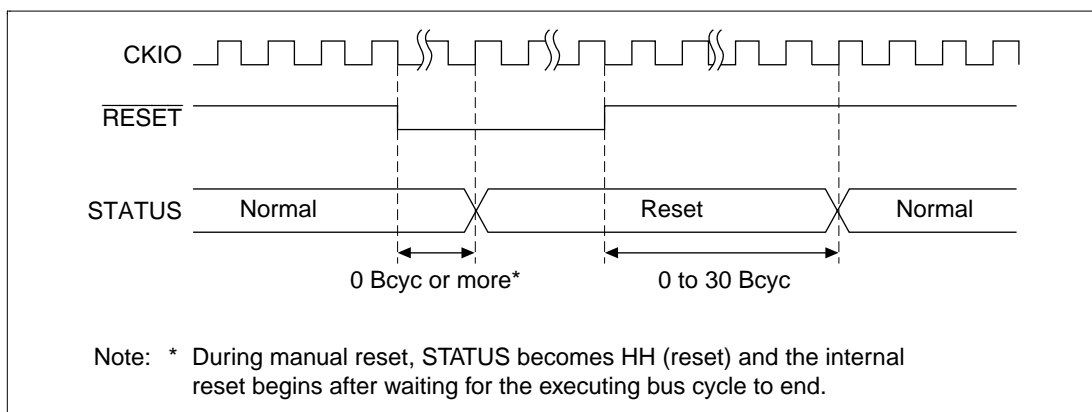 CKIO
RESET
STATUS Normal Reset Normal
0 Bcyc or more* 0 to 30 Bcyc
Note: * During manual reset, STATUS becomes HH (reset) and the internal
reset begins after waiting for the executing bus cycle to end.